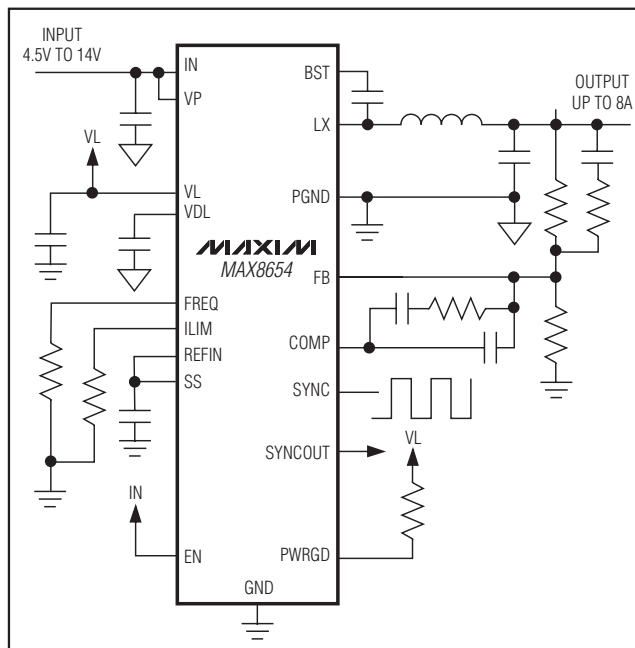 INPUT
4.5V TO 14V
IN
VP
BST
OUTPUT
UP TO 8A
LX
VL
VL
VDL
PGND
MAXIM
MAX8654
FB
FREQ
ILIM
REFIN
SS
COMP
SYNC
SYNCOUT
VL
IN
EN
PWRGD
GND